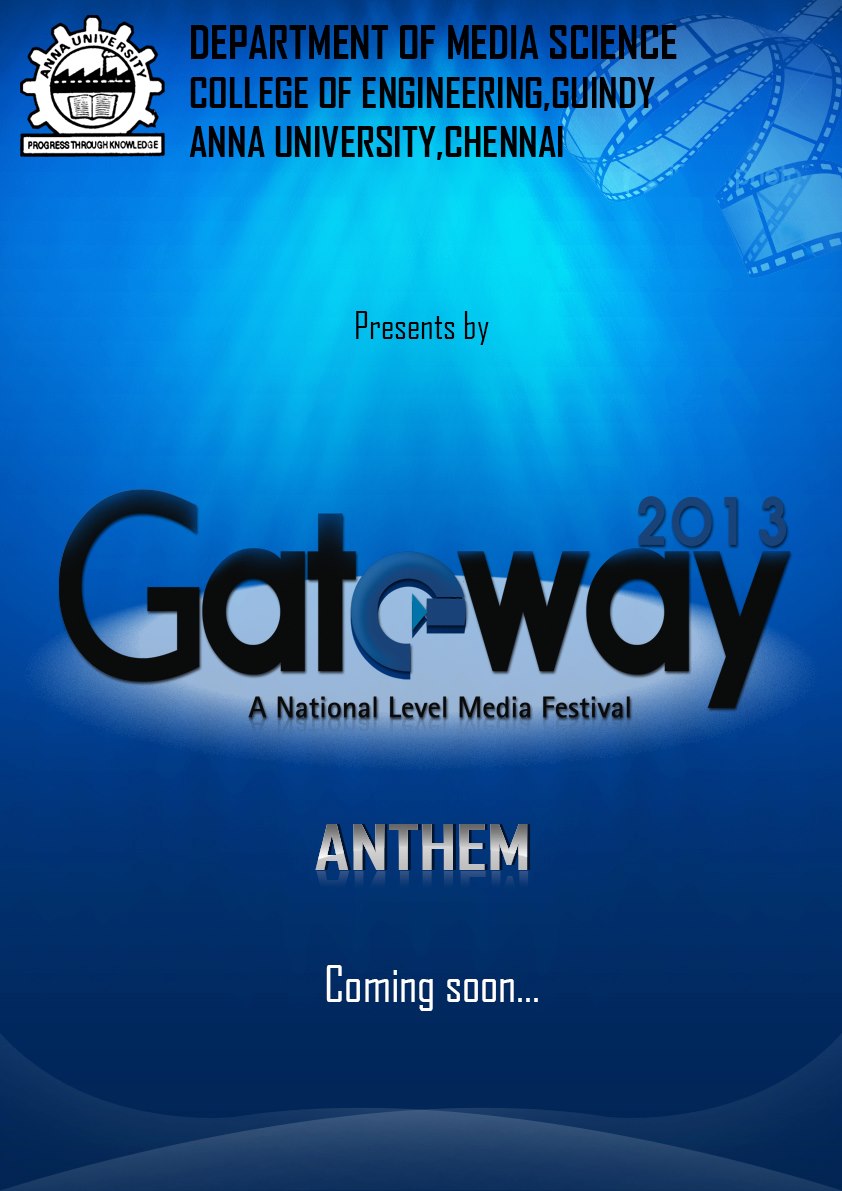 ANNA UNIVERSITY
PROGRESS THROUGH KNOWLEDGE
DEPARTMENT OF MEDIA SCIENCE
COLLEGE OF ENGINEERING,GUINDY
ANNA UNIVERSITY,CHENNAI
Presents by
2013
Gateway
A National Level Media Festival
ANTHEM
Coming soon...